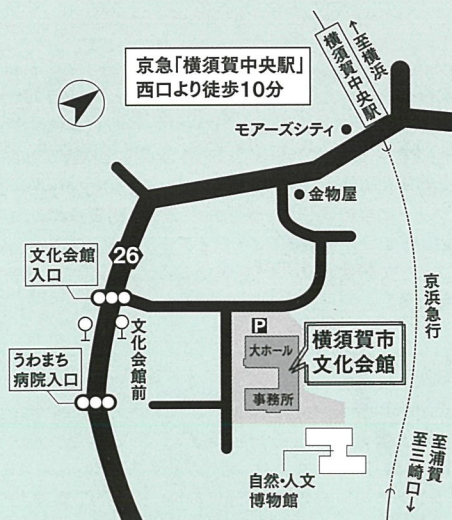 京急「横須賀中央駅」
西口より徒歩10分
↑至横浜
横須賀中央駅
モアーズシティ
金物屋
26
文化会館
入口
文化会館前
うわまち
病院入口
P
大ホール
事務所
横須賀市
文化会館
京浜急行
自然・人文
博物館
至浦賀
至三崎口→